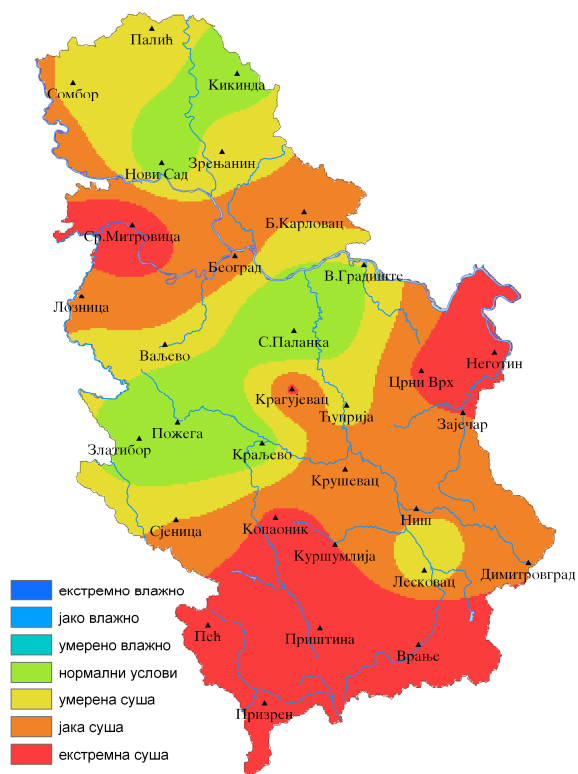 Палић
Сомбор
Кикинда
Зрењанин
Нови Сад
Б.Карловац
Ср.Митровица
Београд
В.Градиште
Лозница
С.Паланка
Ваљево
Неготин
Црни Врх
Крагујевац
Ћуприја
Зајечар
Пожега
Златибор
Краљево
Крушевац
Ниш
Копаоник
Сјеница
Куршумлија
Лесковац
Димитровград
Пећ
Приштина
Врање
Призрен
екстремно влажно
јако влажно
умерено влажно
нормални услови
умерена суша
јака суша
екстремна суша